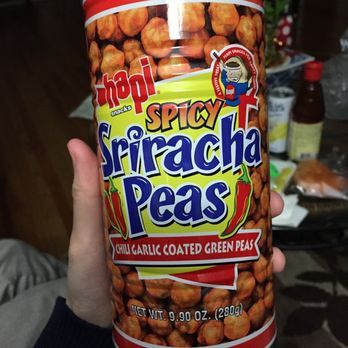 hapi
snacks
SPICY
Sriracha
Peas
CHILI GARLIC COATED GREEN PEAS
NET WT. 9.90 OZ. (280g)